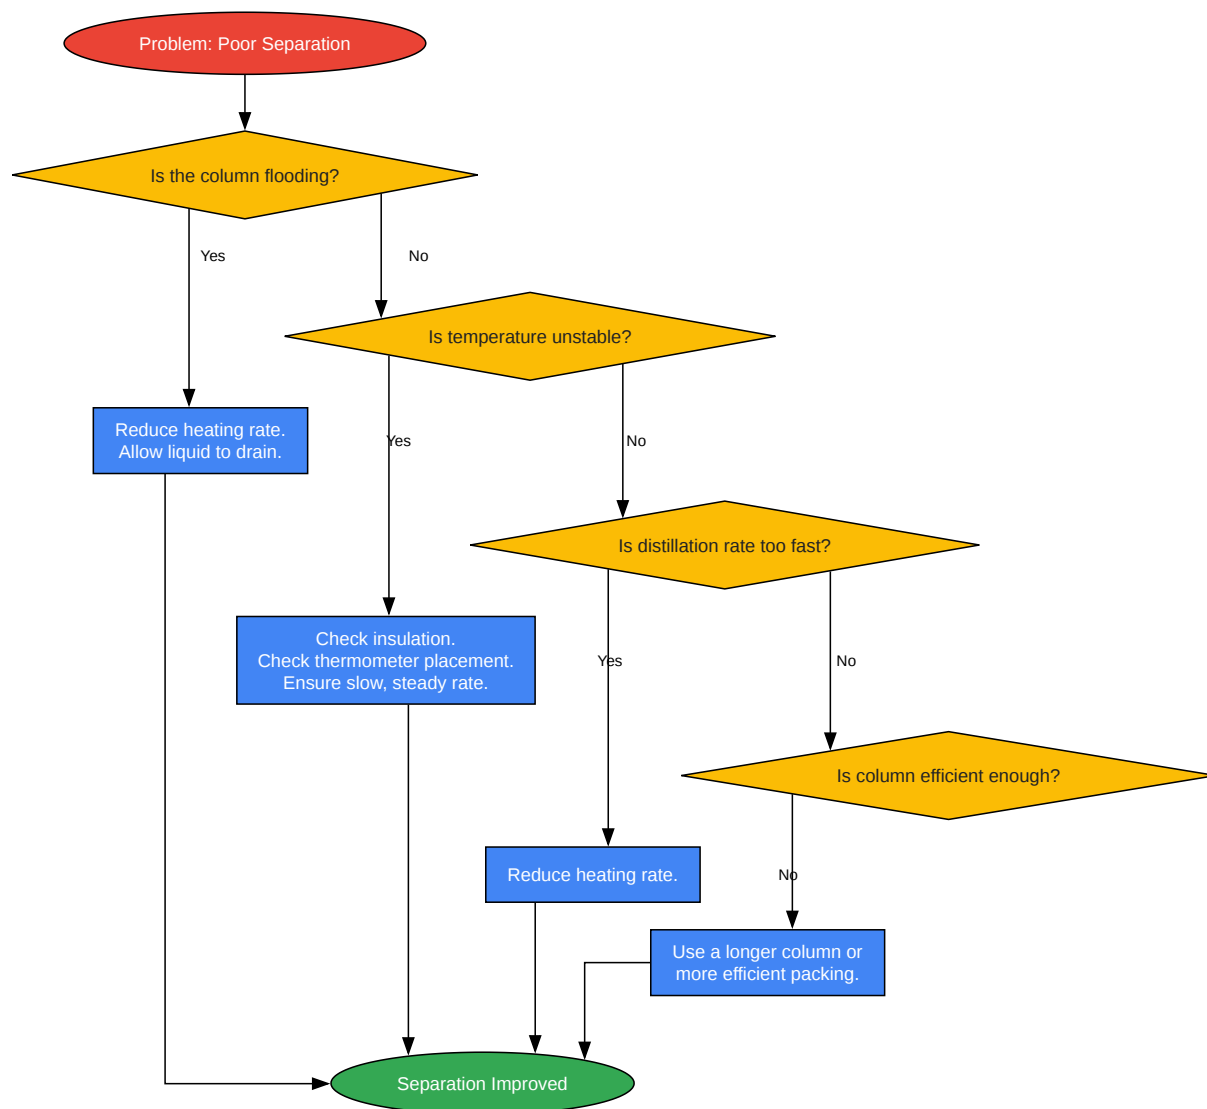 Problem: Poor Separation
Is the column flooding?
Yes
No
Is temperature unstable?
Reduce heating rate.
Allow liquid to drain.
Yes
No
Is distillation rate too fast?
Check insulation.
Check thermometer placement.
Ensure slow, steady rate.
Yes
No
Is column efficient enough?
Reduce heating rate.
No
Use a longer column or
more efficient packing.
Separation Improved